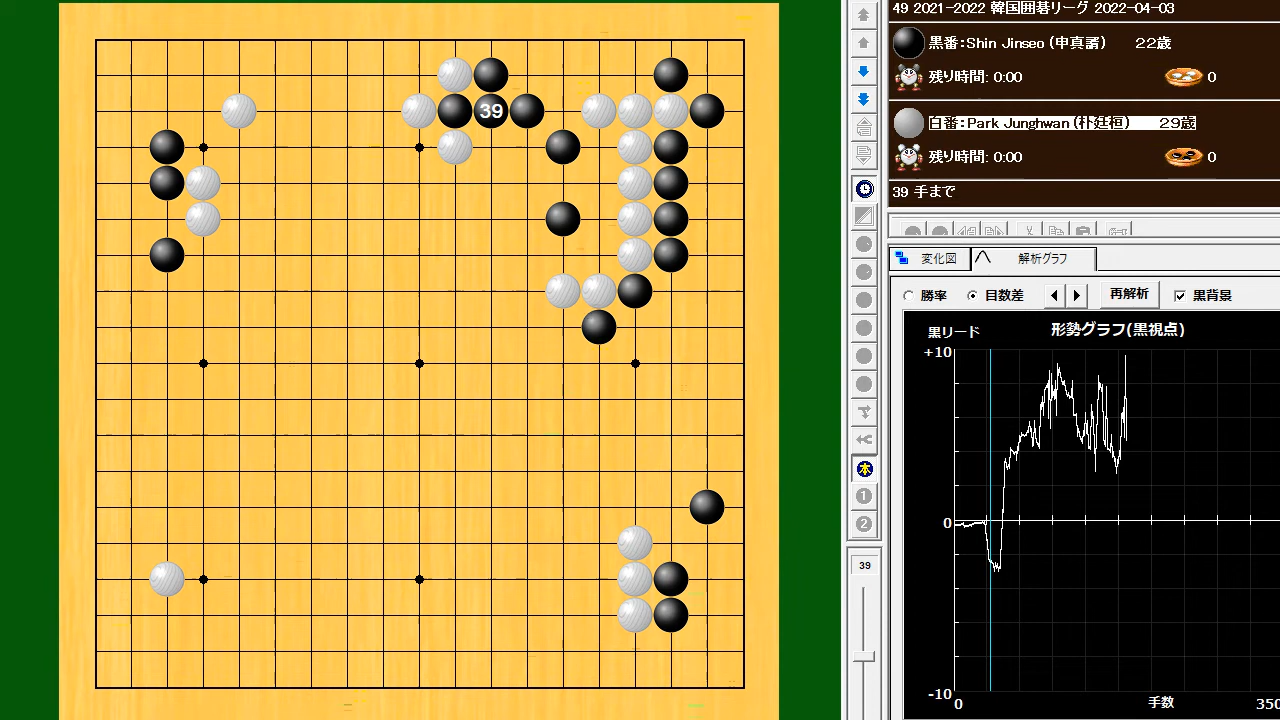 49 2021-2022 韓国囲碁リーグ 2022-04-03
黒番:Shin Jinseo (申真諝) 22歳
残り時間: 0:00 0
白番:Park Junghwan (朴廷桓) 29歳
残り時間: 0:00 0
39 手まで
変化図 解析グラフ
勝率 目数差 再解析 黒背景
黒リード 形勢グラフ(黒視点)
+10
0
-10
0 手数 350
39
本
1
2
39